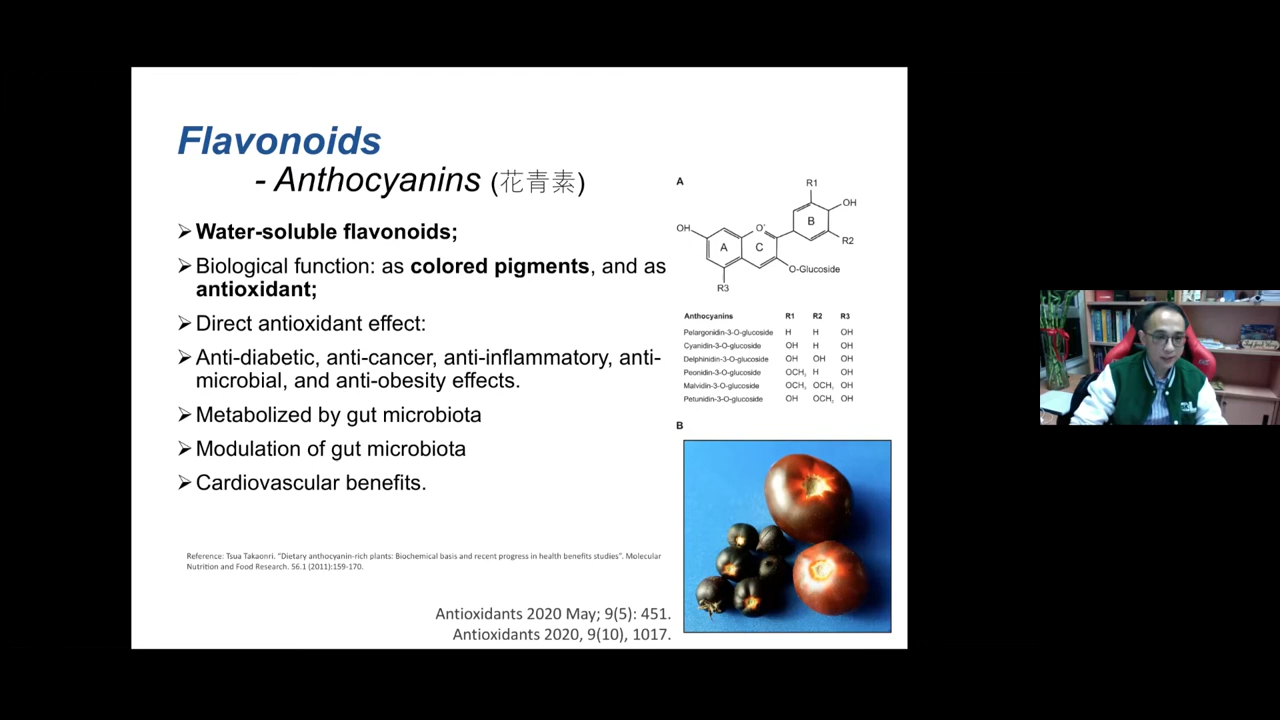 Flavonoids
- Anthocyanins (花青素)
➢ Water-soluble flavonoids;
➢ Biological function: as colored pigments, and as
antioxidant;
➢ Direct antioxidant effect:
➢ Anti-diabetic, anti-cancer, anti-inflammatory, anti-
microbial, and anti-obesity effects.
➢ Metabolized by gut microbiota
➢ Modulation of gut microbiota
➢ Cardiovascular benefits.
Reference: Tsua Takaonri. "Dietary anthocyanin-rich plants: Biochemical basis and recent progress in health benefits studies". Molecular
Nutrition and Food Research. 56.1 (2011):159-170.
Antioxidants 2020 May; 9(5): 451.
Antioxidants 2020, 9(10), 1017.
A
R1
OH
B
R2
OH
O+
A
C
O-Glucoside
R3
Anthocyanins R1 R2 R3
Pelargonidin-3-O-glucoside H H OH
Cyanidin-3-O-glucoside OH H OH
Delphinidin-3-O-glucoside OH OH OH
Peonidin-3-O-glucoside OCH3 H OH
Malvidin-3-O-glucoside OCH3 OCH3 OH
Petunidin-3-O-glucoside OH OCH3 OH
B